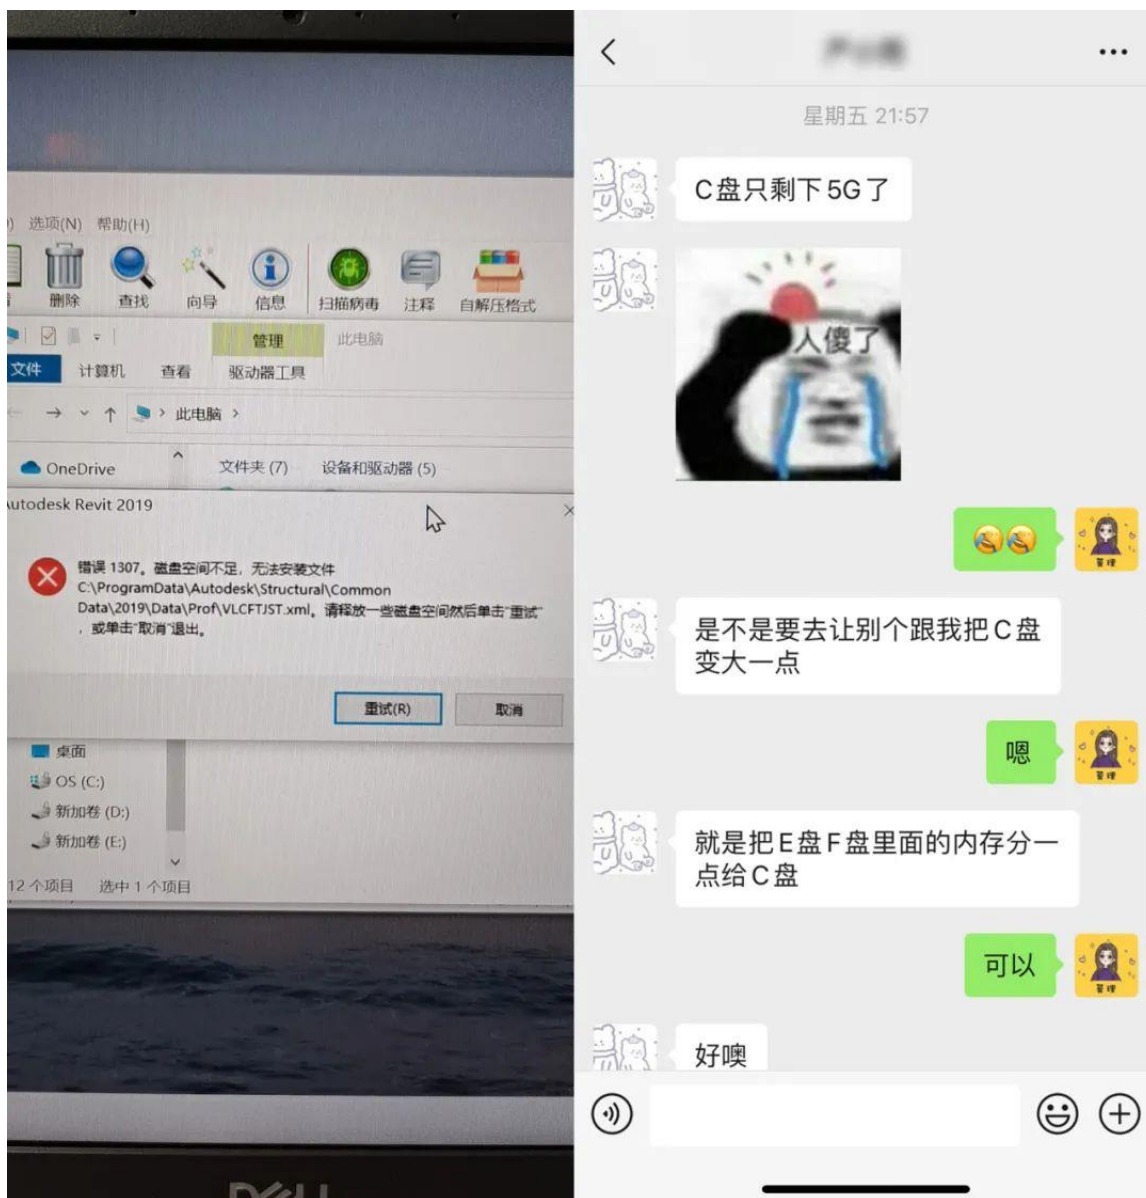 选项(N) 帮助(H)
删除 查找 向导 信息 扫描病毒 注释 自解压格式
管理 此电脑
文件 计算机 查看 驱动器工具
此电脑
OneDrive 文件夹 (7) 设备和驱动器 (5)
utodesk Revit 2019
错误 1307。磁盘空间不足，无法安装文件
C:\ProgramData\Autodesk\Structural\Common
Data\2019\Data\Prof\VLCFTJST.xml。请释放一些磁盘空间然后单击“重试”
，或单击“取消”退出。
重试(R) 取消
桌面
OS (C:)
新加卷 (D:)
新加卷 (E:)
12 个项目 选中 1 个项目
DELL
星期五 21:57
C盘只剩下5G了
人傻了
是不是要去让别个跟我把C盘
变大一点
嗯
就是把E盘F盘里面的内存分一
点给C盘
可以
好噢